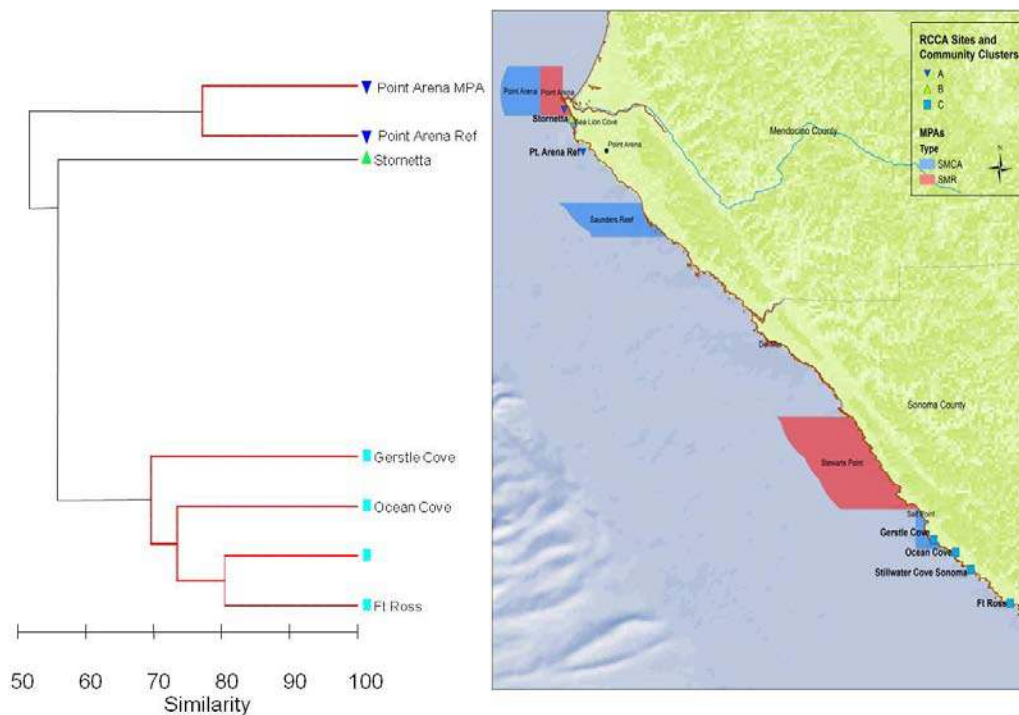 Point Arena MPA
Point Arena Ref
Stornetta
Gerstle Cove
Ocean Cove
Ft Ross
50 60 70 80 90 100
Similarity
RCCA Sites and
Community Clusters
A
B
C
MPAs
Type
SMCA
SMR
N
Point Arena
Point Arena
Stornetta
Sea Lion Cove
Pt. Arena Ref
Point Arena
Mendocino County
Saunders Reef
Sonoma County
Stewarts Point
Salt Point
Gerstle Cove
Ocean Cove
Stillwater Cove Sonoma
Ft Ross